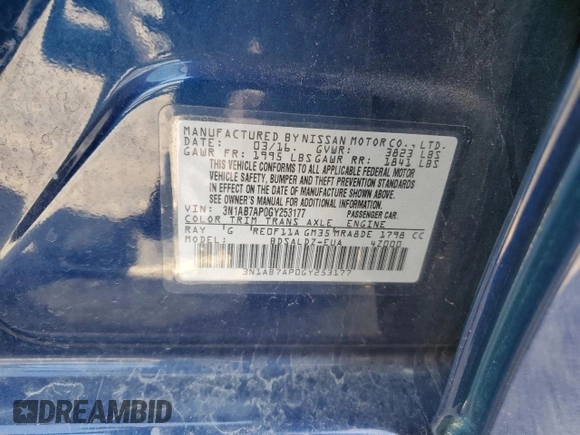 MANUFACTURED BY NISSAN MOTOR CO., LTD.
DATE: 03/16. GVWR: 3823 LBS
GAWR FR: 1995 LBS GAWR RR: 1841 LBS
THIS VEHICLE CONFORMS TO ALL APPLICABLE FEDERAL MOTOR
VEHICLE SAFETY, BUMPER AND THEFT PREVENTION
STANDARDS IN EFFECT ON THE DATE OF
MANUFACTURE SHOWN ABOVE.
SEE OWNERS MANUAL FOR ADDITIONAL INFORMATION.
VIN: 3N1AB7AP0GY253177 PASSENGER CAR.
COLOR TRIM TRANS AXLE ENGINE
RAY G RE0F11A GM35 MRA8DE 1798 CC
MODEL: BDSALDZ-EUA 4Z000
3N1AB7AP0GY253177
DREAMBID